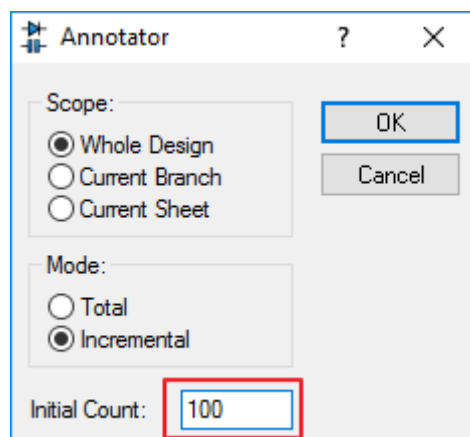 Annotator ? X
Scope:
OK
Whole Design
Current Branch
Cancel
Current Sheet
Mode:
Total
Incremental
Initial Count: 100